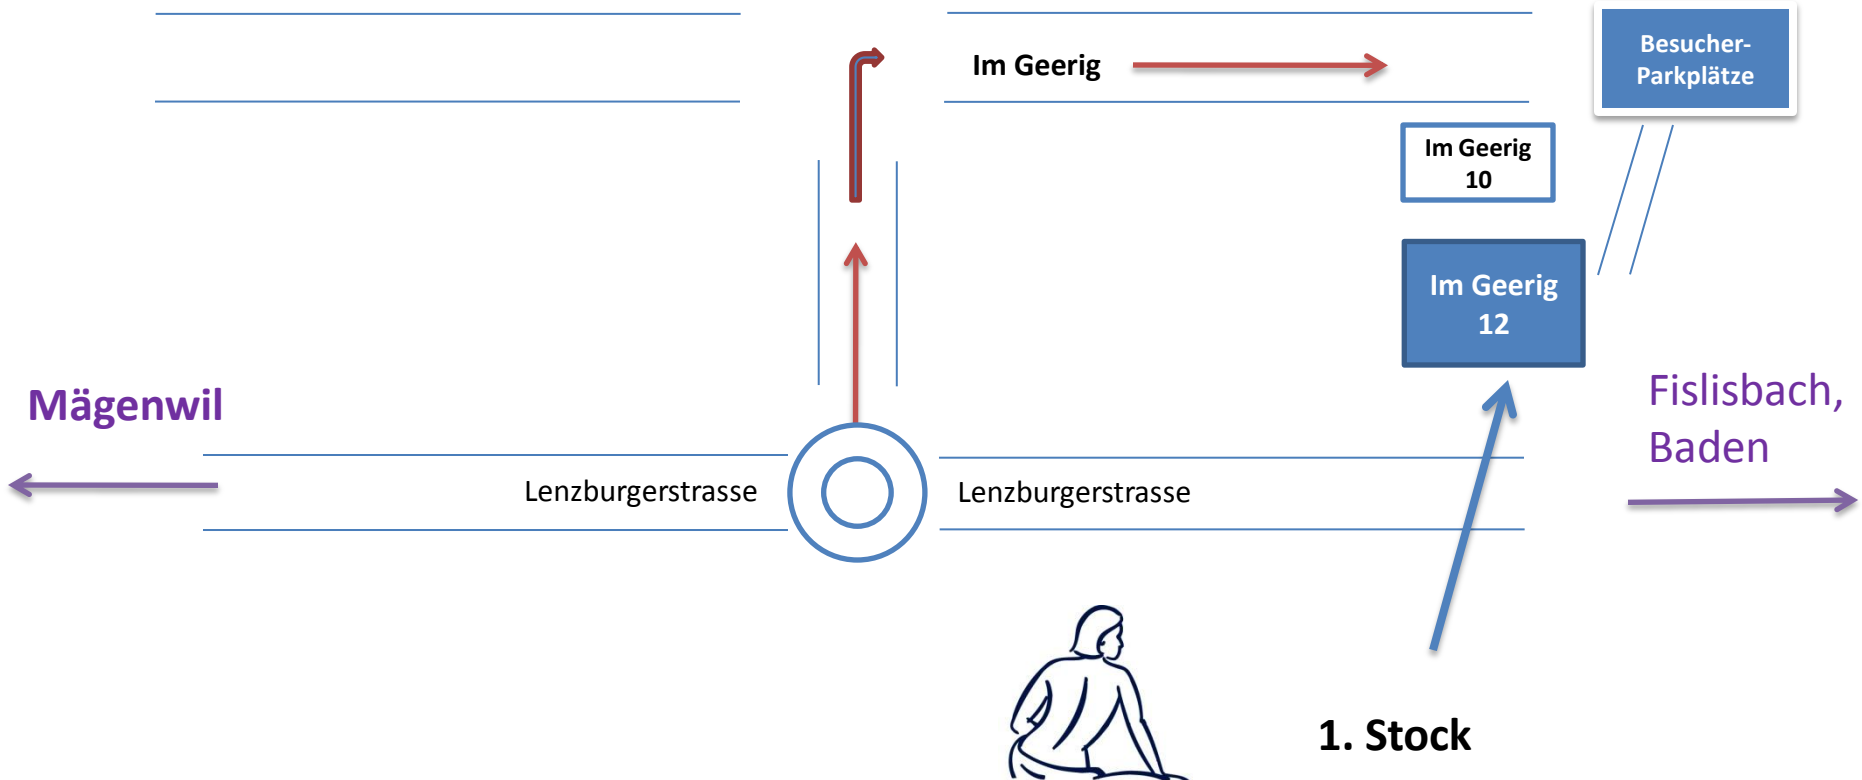 Besucher-
Parkplätze
Im Geerig
Im Geerig
10
Im Geerig
12
Mägenwil
Fislisbach,
Baden
Lenzburgerstrasse
Lenzburgerstrasse
1. Stock